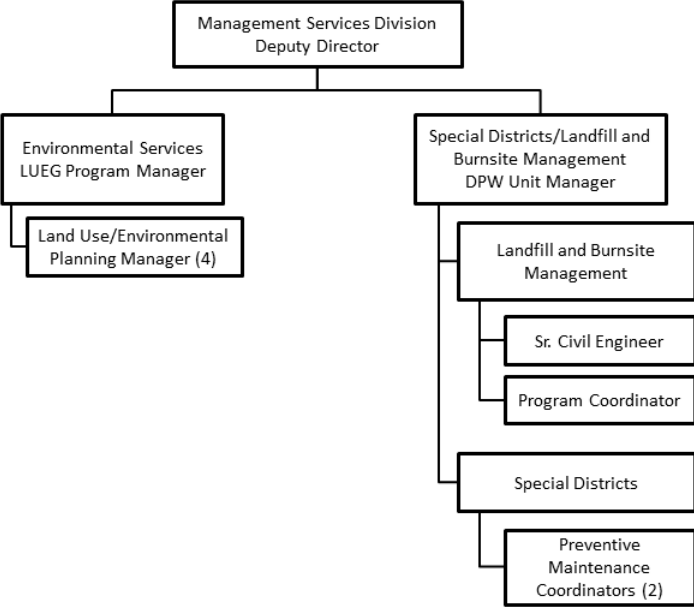 Management Services Division
Deputy Director
Environmental Services
LUEG Program Manager
Land Use/Environmental
Planning Manager (4)
Special Districts/Landfill and
Burnsite Management
DPW Unit Manager
Landfill and Burnsite
Management
Sr. Civil Engineer
Program Coordinator
Special Districts
Preventive
Maintenance
Coordinators (2)